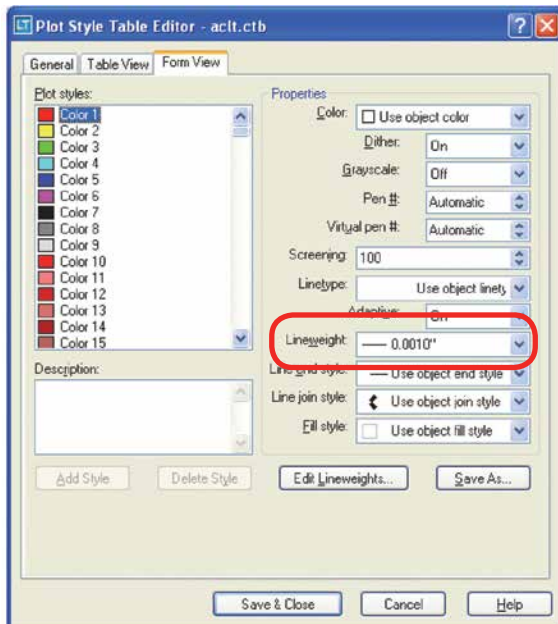 LT Plot Style Table Editor - aclt.ctb
General Table View Form View
Plot styles:
Color 1
Color 2
Color 3
Color 4
Color 5
Color 6
Color 7
Color 8
Color 9
Color 10
Color 11
Color 12
Color 13
Color 14
Color 15
Description:
Add Style Delete Style
Properties
Color: Use object color
Dither: On
Grayscale: Off
Pen #: Automatic
Virtual pen #: Automatic
Screening: 100
Linetype: Use object linety
Adaptive: On
Lineweight: 0.0010"
Line end style: Use object end style
Line join style: Use object join style
Fill style: Use object fill style
Edit Lineweights... Save As...
Save & Close Cancel Help